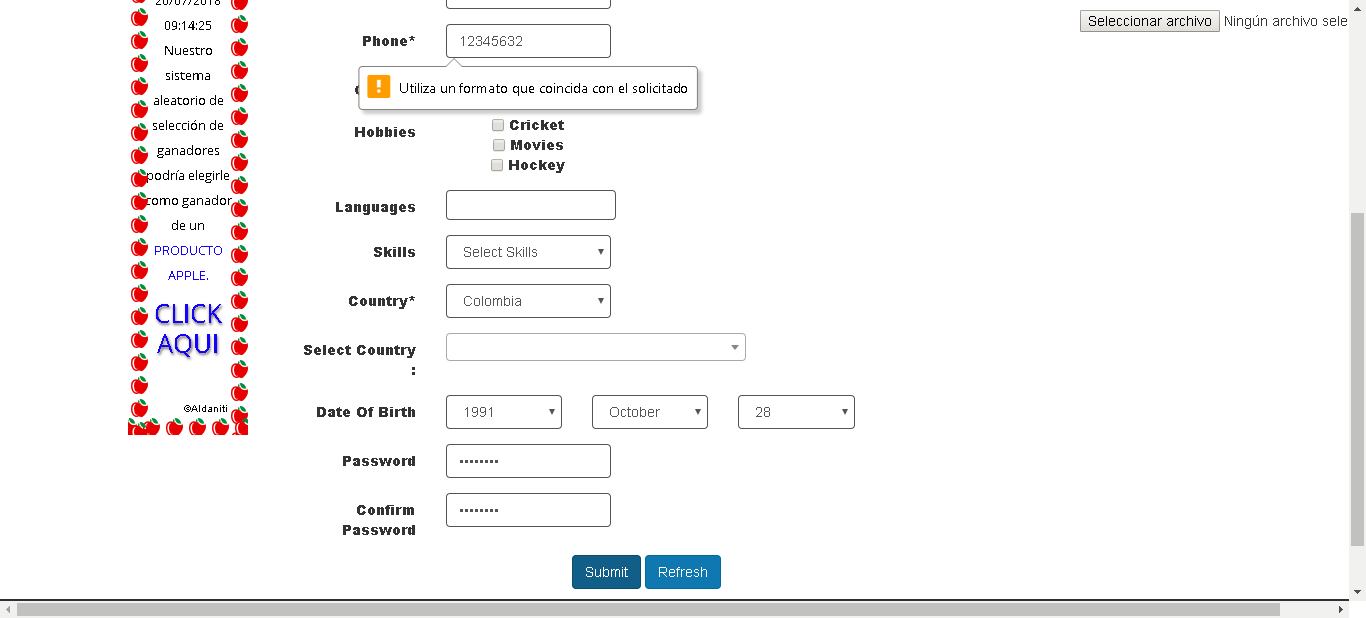 20/07/2018
09:14:25
Nuestro
sistema
aleatorio de
selección de
ganadores
podría elegirle
como ganador
de un
PRODUCTO
APPLE.
CLICK
AQUI
©Aldaniti
Seleccionar archivo Ningún archivo sele
Phone* 12345632
Utiliza un formato que coincida con el solicitado
Hobbies
Cricket
Movies
Hockey
Languages
Skills Select Skills
Country* Colombia
Select Country
:
Date Of Birth 1991 October 28
Password ••••••••
Confirm
Password ••••••••
Submit Refresh